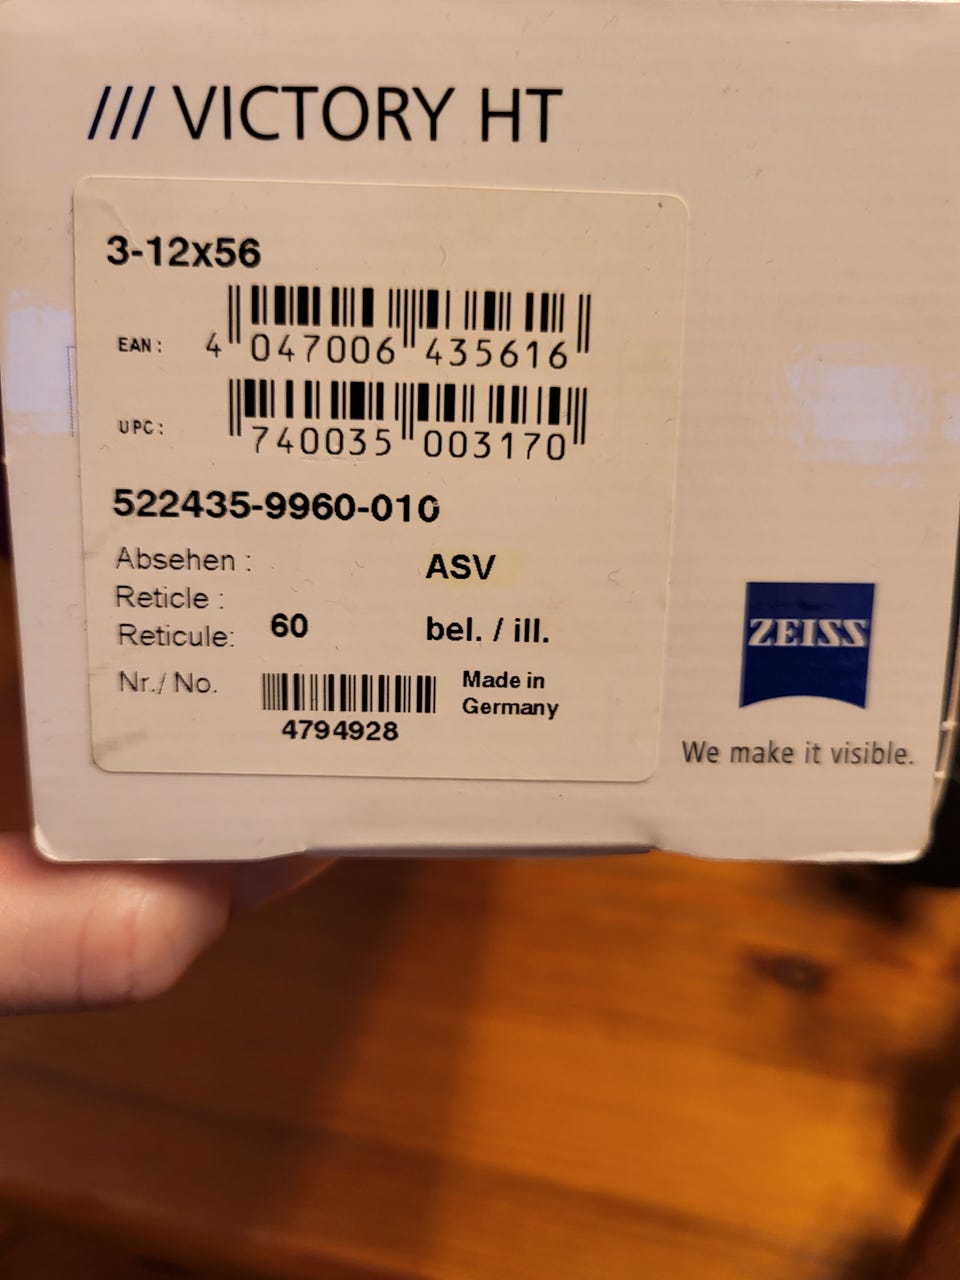 /// VICTORY HT
3-12x56
EAN: 4 047006 435616
UPC: 740035 003170
522435-9960-010
Absehen : ASV
Reticle :
Reticule: 60 bel. / ill.
Nr./ No. 4794928
Made in
Germany
ZEISS
We make it visible.